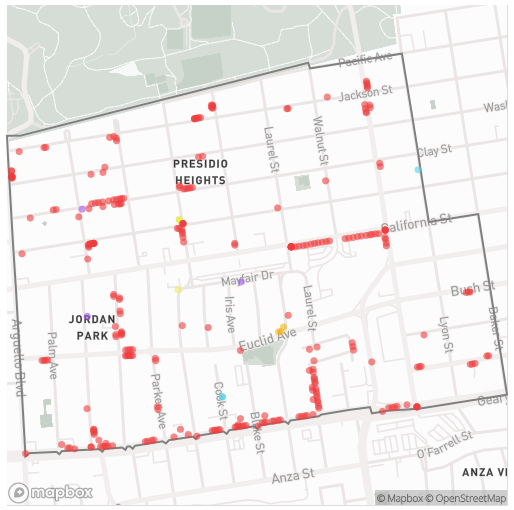 Pacific Ave
Jackson St
Wash
Clay St
Laurel St
Walnut St
PRESIDIO
HEIGHTS
California St
Mayfair Dr
Bush St
JORDAN
PARK
Iris Ave
Laurel St
Euclid Ave
Arguello Blvd
Palm Ave
Parker Ave
Cook St
Blake St
Lyon St
Baker St
Geary
O'Farrell St
Anza St
ANZA VI
mapbox
© Mapbox © OpenStreetMap